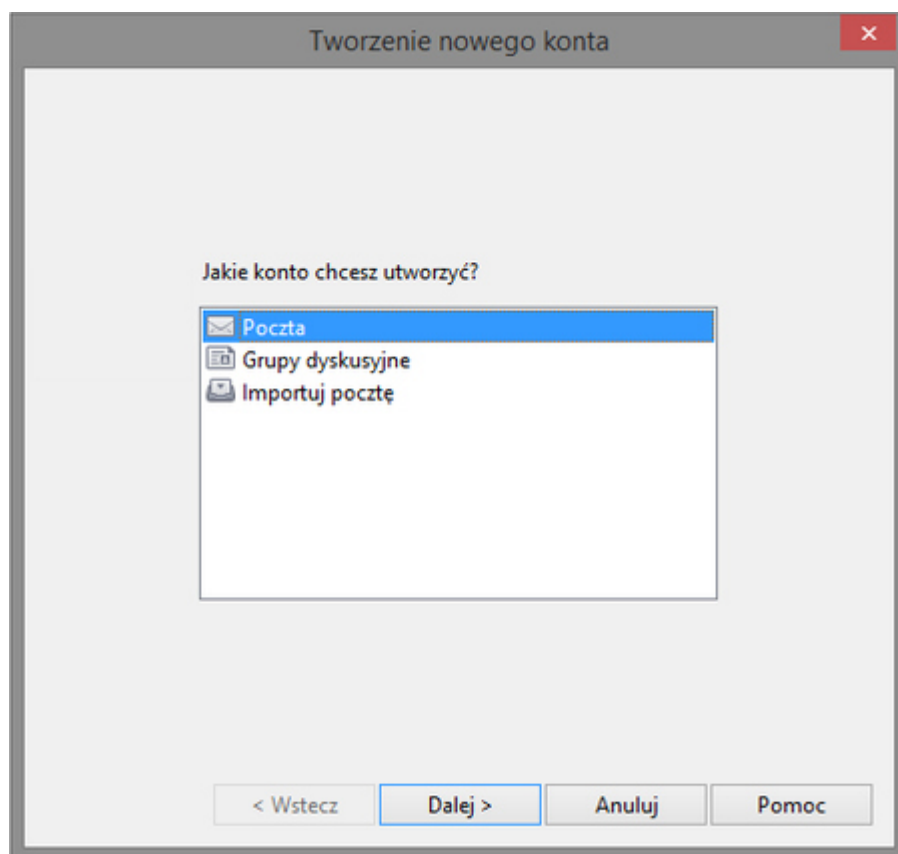 Tworzenie nowego konta
Jakie konto chcesz utworzyć?
Poczta
Grupy dyskusyjne
Importuj pocztę
< Wstecz Dalej > Anuluj Pomoc